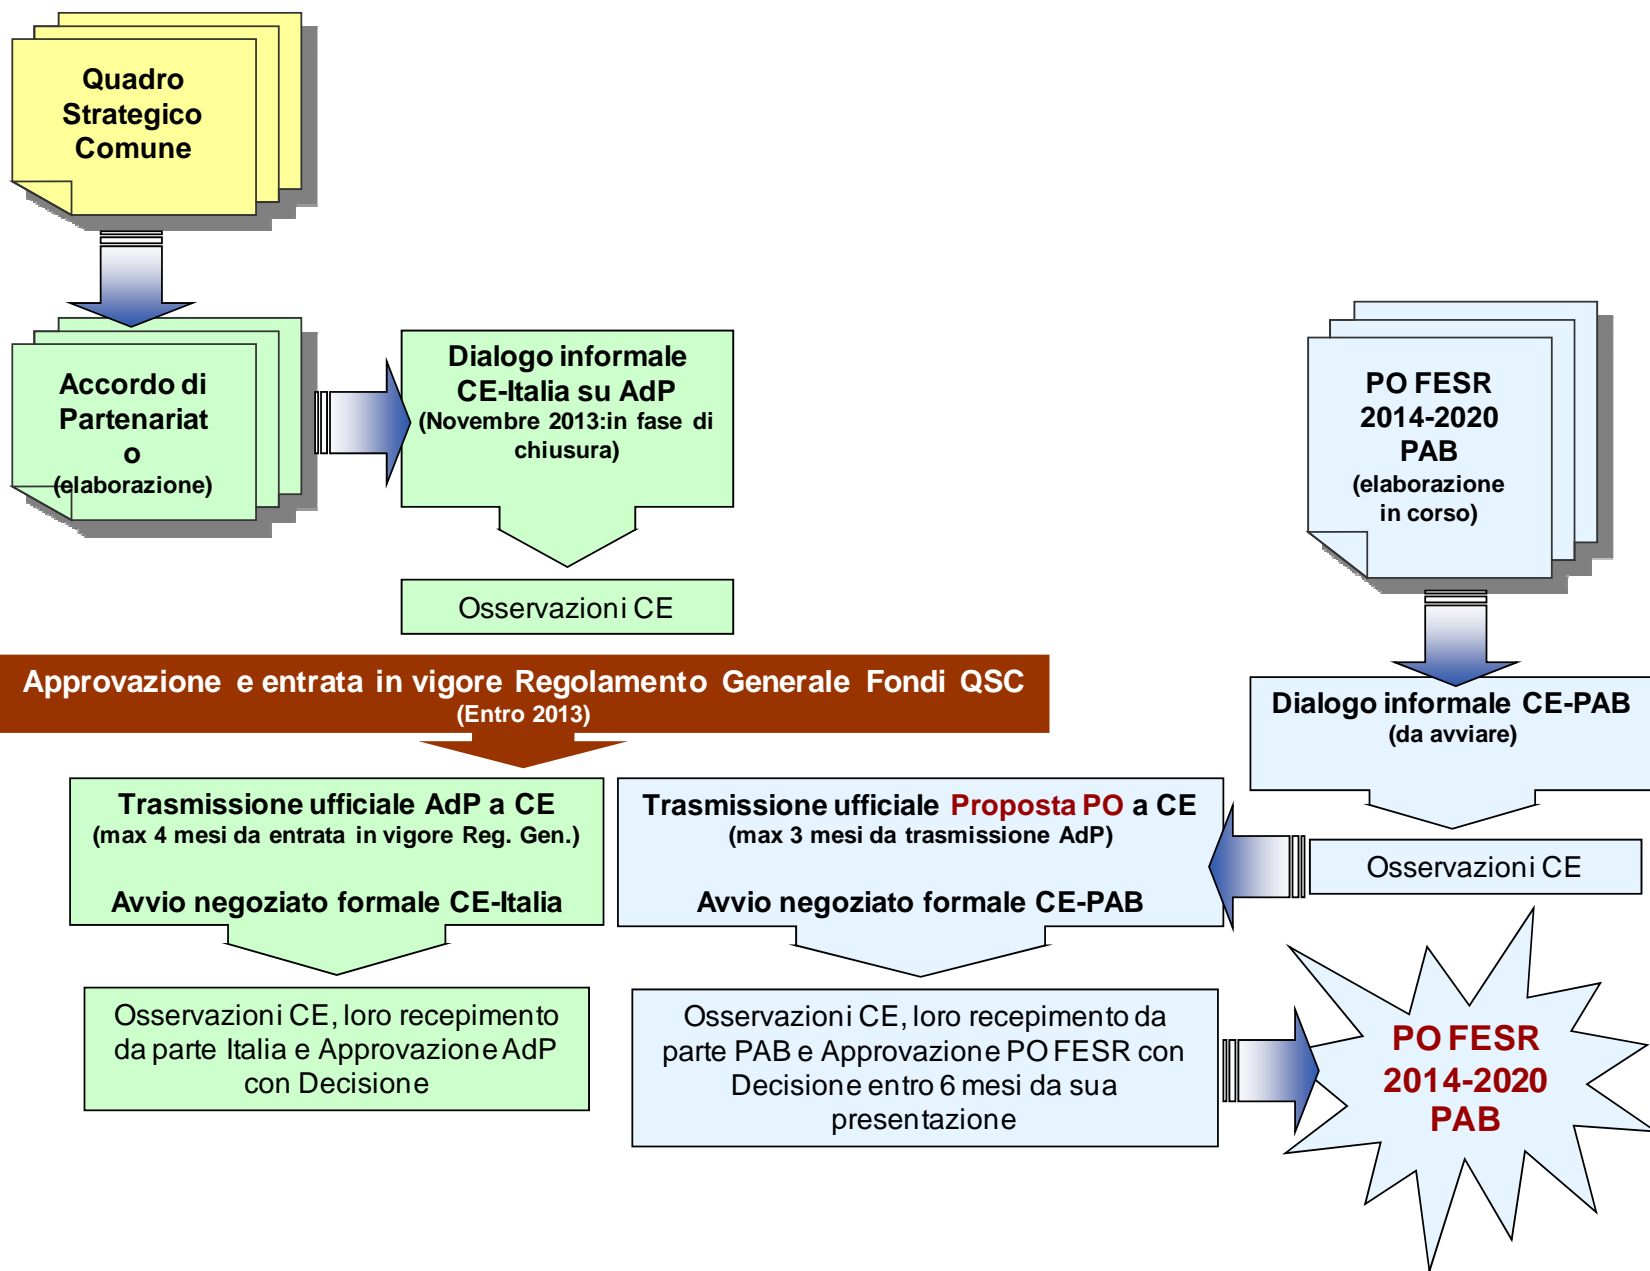 Quadro
Strategico
Comune
Accordo di
Partenariat
o
(elaborazione)
Dialogo informale
CE-Italia su AdP
(Novembre 2013:in fase di
chiusura)
Osservazioni CE
PO FESR
2014-2020
PAB
(elaborazione
in corso)
Approvazione e entrata in vigore Regolamento Generale Fondi QSC
(Entro 2013)
Dialogo informale CE-PAB
(da avviare)
Trasmissione ufficiale AdP a CE
(max 4 mesi da entrata in vigore Reg. Gen.)
Avvio negoziato formale CE-Italia
Trasmissione ufficiale Proposta PO a CE
(max 3 mesi da trasmissione AdP)
Avvio negoziato formale CE-PAB
Osservazioni CE
Osservazioni CE, loro recepimento
da parte Italia e Approvazione AdP
con Decisione
Osservazioni CE, loro recepimento da
parte PAB e Approvazione PO FESR con
Decisione entro 6 mesi da sua
presentazione
PO FESR
2014-2020
PAB